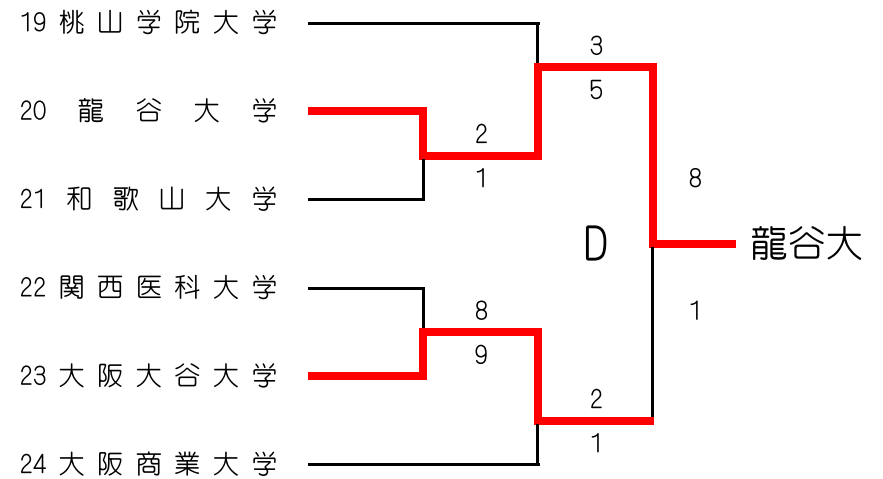 19 桃山学院大学
3
5
20 龍谷大学
2
1
8
21 和歌山大学
D
龍谷大
22 関西医科大学
8
1
9
23 大阪大谷大学
2
1
24 大阪商業大学